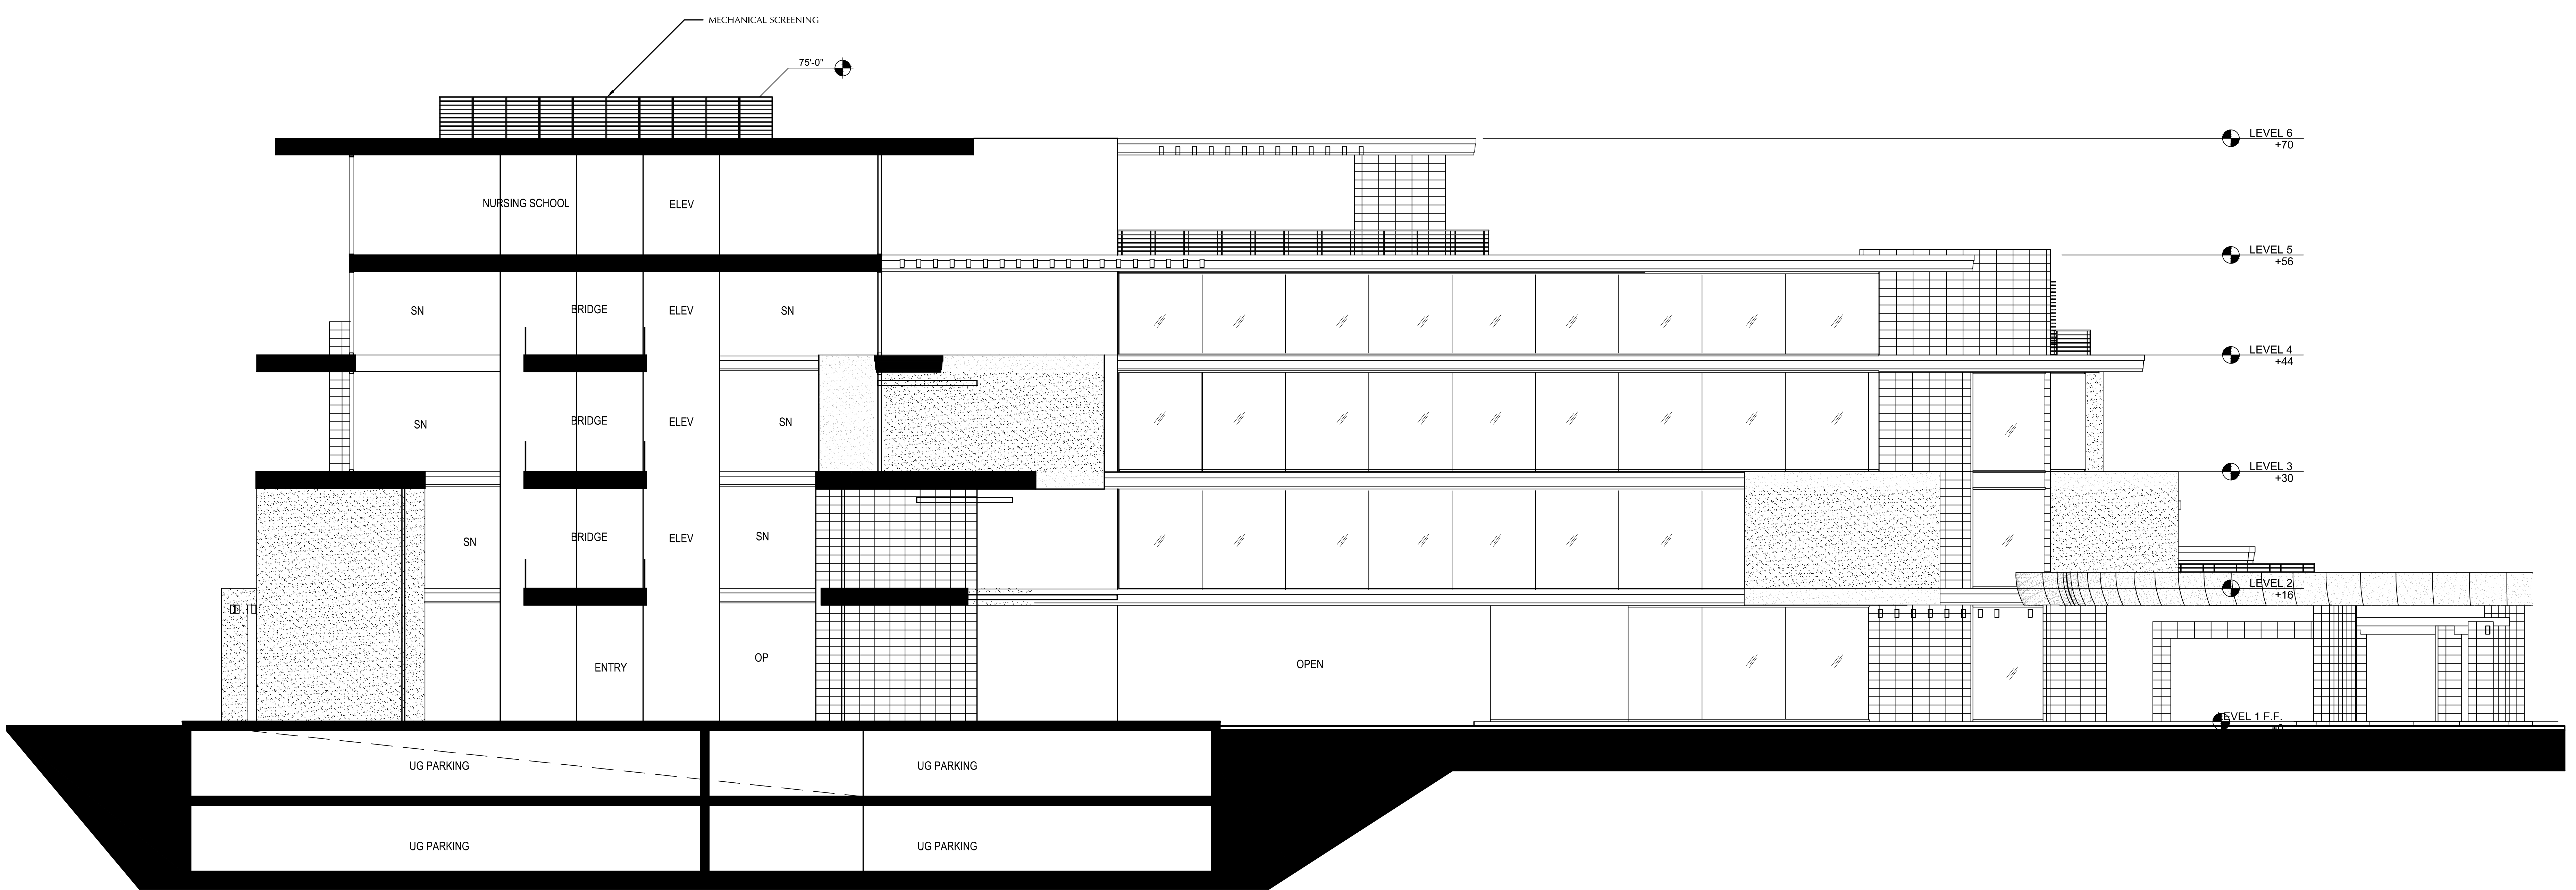 MECHANICAL SCREENING
75'-0"
LEVEL 6
+70
NURSING SCHOOL
ELEV
LEVEL 5
+56
SN
BRIDGE
ELEV
SN
LEVEL 4
+44
SN
BRIDGE
ELEV
SN
LEVEL 3
+30
SN
BRIDGE
ELEV
SN
LEVEL 2
+16
ENTRY
OP
OPEN
LEVEL 1 F.F.
+0
UG PARKING
UG PARKING
UG PARKING
UG PARKING